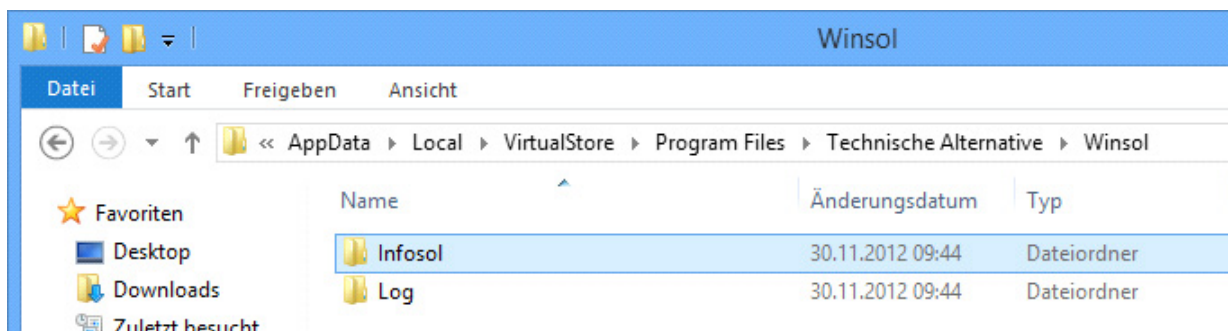 Winsol
Datei Start Freigeben Ansicht
« AppData Local VirtualStore Program Files Technische Alternative Winsol
Name Änderungsdatum Typ
Favoriten
Desktop
Infosol 30.11.2012 09:44 Dateiordner
Downloads
Log 30.11.2012 09:44 Dateiordner
Zuletzt besucht